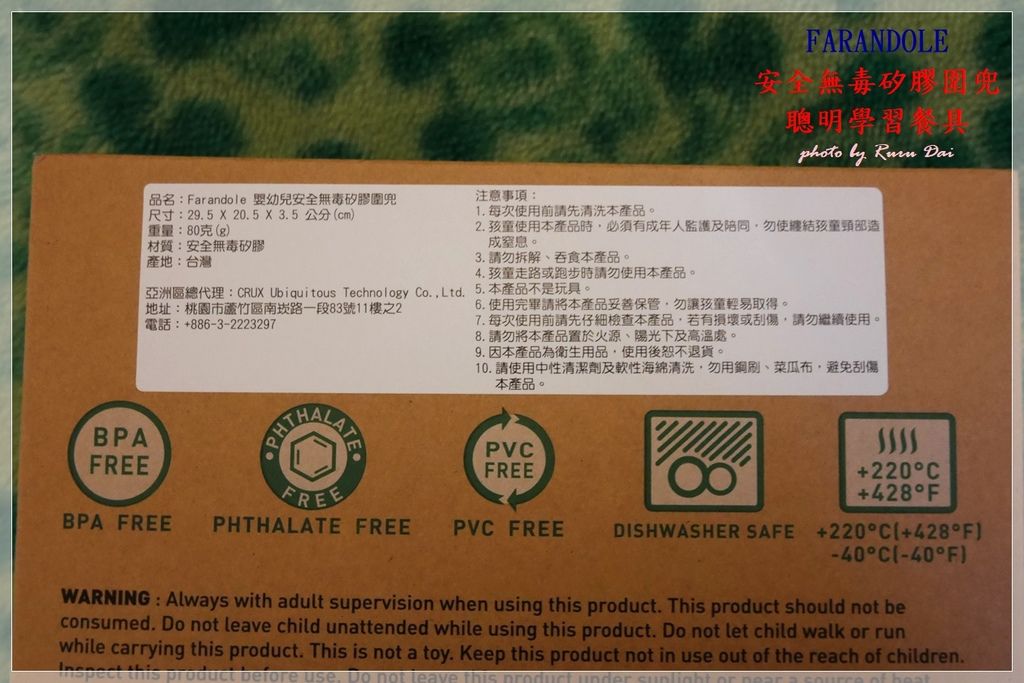 FARANDOLE
安全無毒矽膠圍兜
聰明學習餐具
photo by Ruru Dai
品名：Farandole 嬰幼兒安全無毒矽膠圍兜
尺寸：29.5 X 20.5 X 3.5 公分(cm)
重量：80克(g)
材質：安全無毒矽膠
產地：台灣
亞洲區總代理：CRUX Ubiquitous Technology Co.,Ltd.
地址：桃園市蘆竹區南崁路一段83號11樓之2
電話：+886-3-2223297
注意事項：
1. 每次使用前請先清洗本產品。
2. 孩童使用本產品時，必須有成年人監護及陪同，勿使纏結孩童頸部造
成窒息。
3. 請勿拆解、吞食本產品。
4. 孩童走路或跑步時請勿使用本產品。
5. 本產品不是玩具。
6. 使用完畢請將本產品妥善保管，勿讓孩童輕易取得。
7. 每次使用前請先仔細檢查本產品，若有損壞或刮傷，請勿繼續使用。
8. 請勿將本產品置於火源、陽光下及高溫處。
9. 因本產品為衛生用品，使用後恕不退貨。
10. 請使用中性清潔劑及軟性海綿清洗，勿用鋼刷、菜瓜布，避免刮傷
本產品。
BPA
FREE
BPA FREE
PHTHALATE
FREE
PHTHALATE FREE
PVC
FREE
PVC FREE
DISHWASHER SAFE
+220°C
+428°F
+220°C(+428°F)
-40°C(-40°F)
WARNING : Always with adult supervision when using this product. This product should not be
consumed. Do not leave child unattended while using this product. Do not let child walk or run
while carrying this product. This is not a toy. Keep this product not in use out of the reach of children.
Inspect this product before use. Do not leave this product under sunlight or near a source of heat